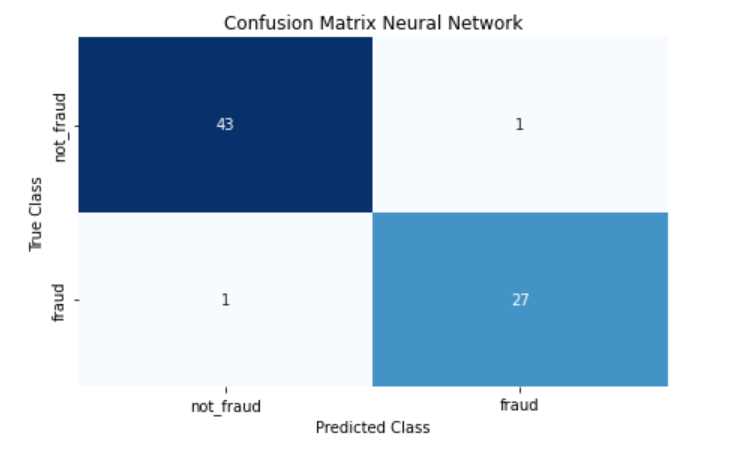 Confusion Matrix Neural Network
True Class
not_fraud
43
1
fraud
1
27
not_fraud
fraud
Predicted Class